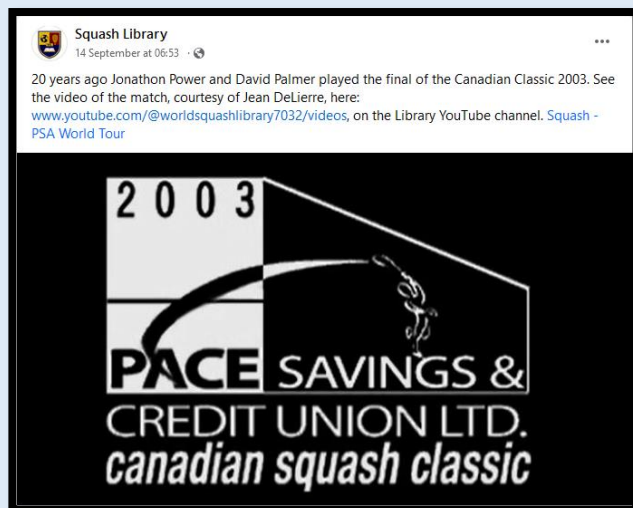 Squash Library
14 September at 06:53 ·
20 years ago Jonathon Power and David Palmer played the final of the Canadian Classic 2003. See
the video of the match, courtesy of Jean DeLierre, here:
www.youtube.com/@worldsquashlibrary7032/videos, on the Library YouTube channel. Squash -
PSA World Tour
2003
PACE SAVINGS &
CREDIT UNION LTD.
canadian squash classic